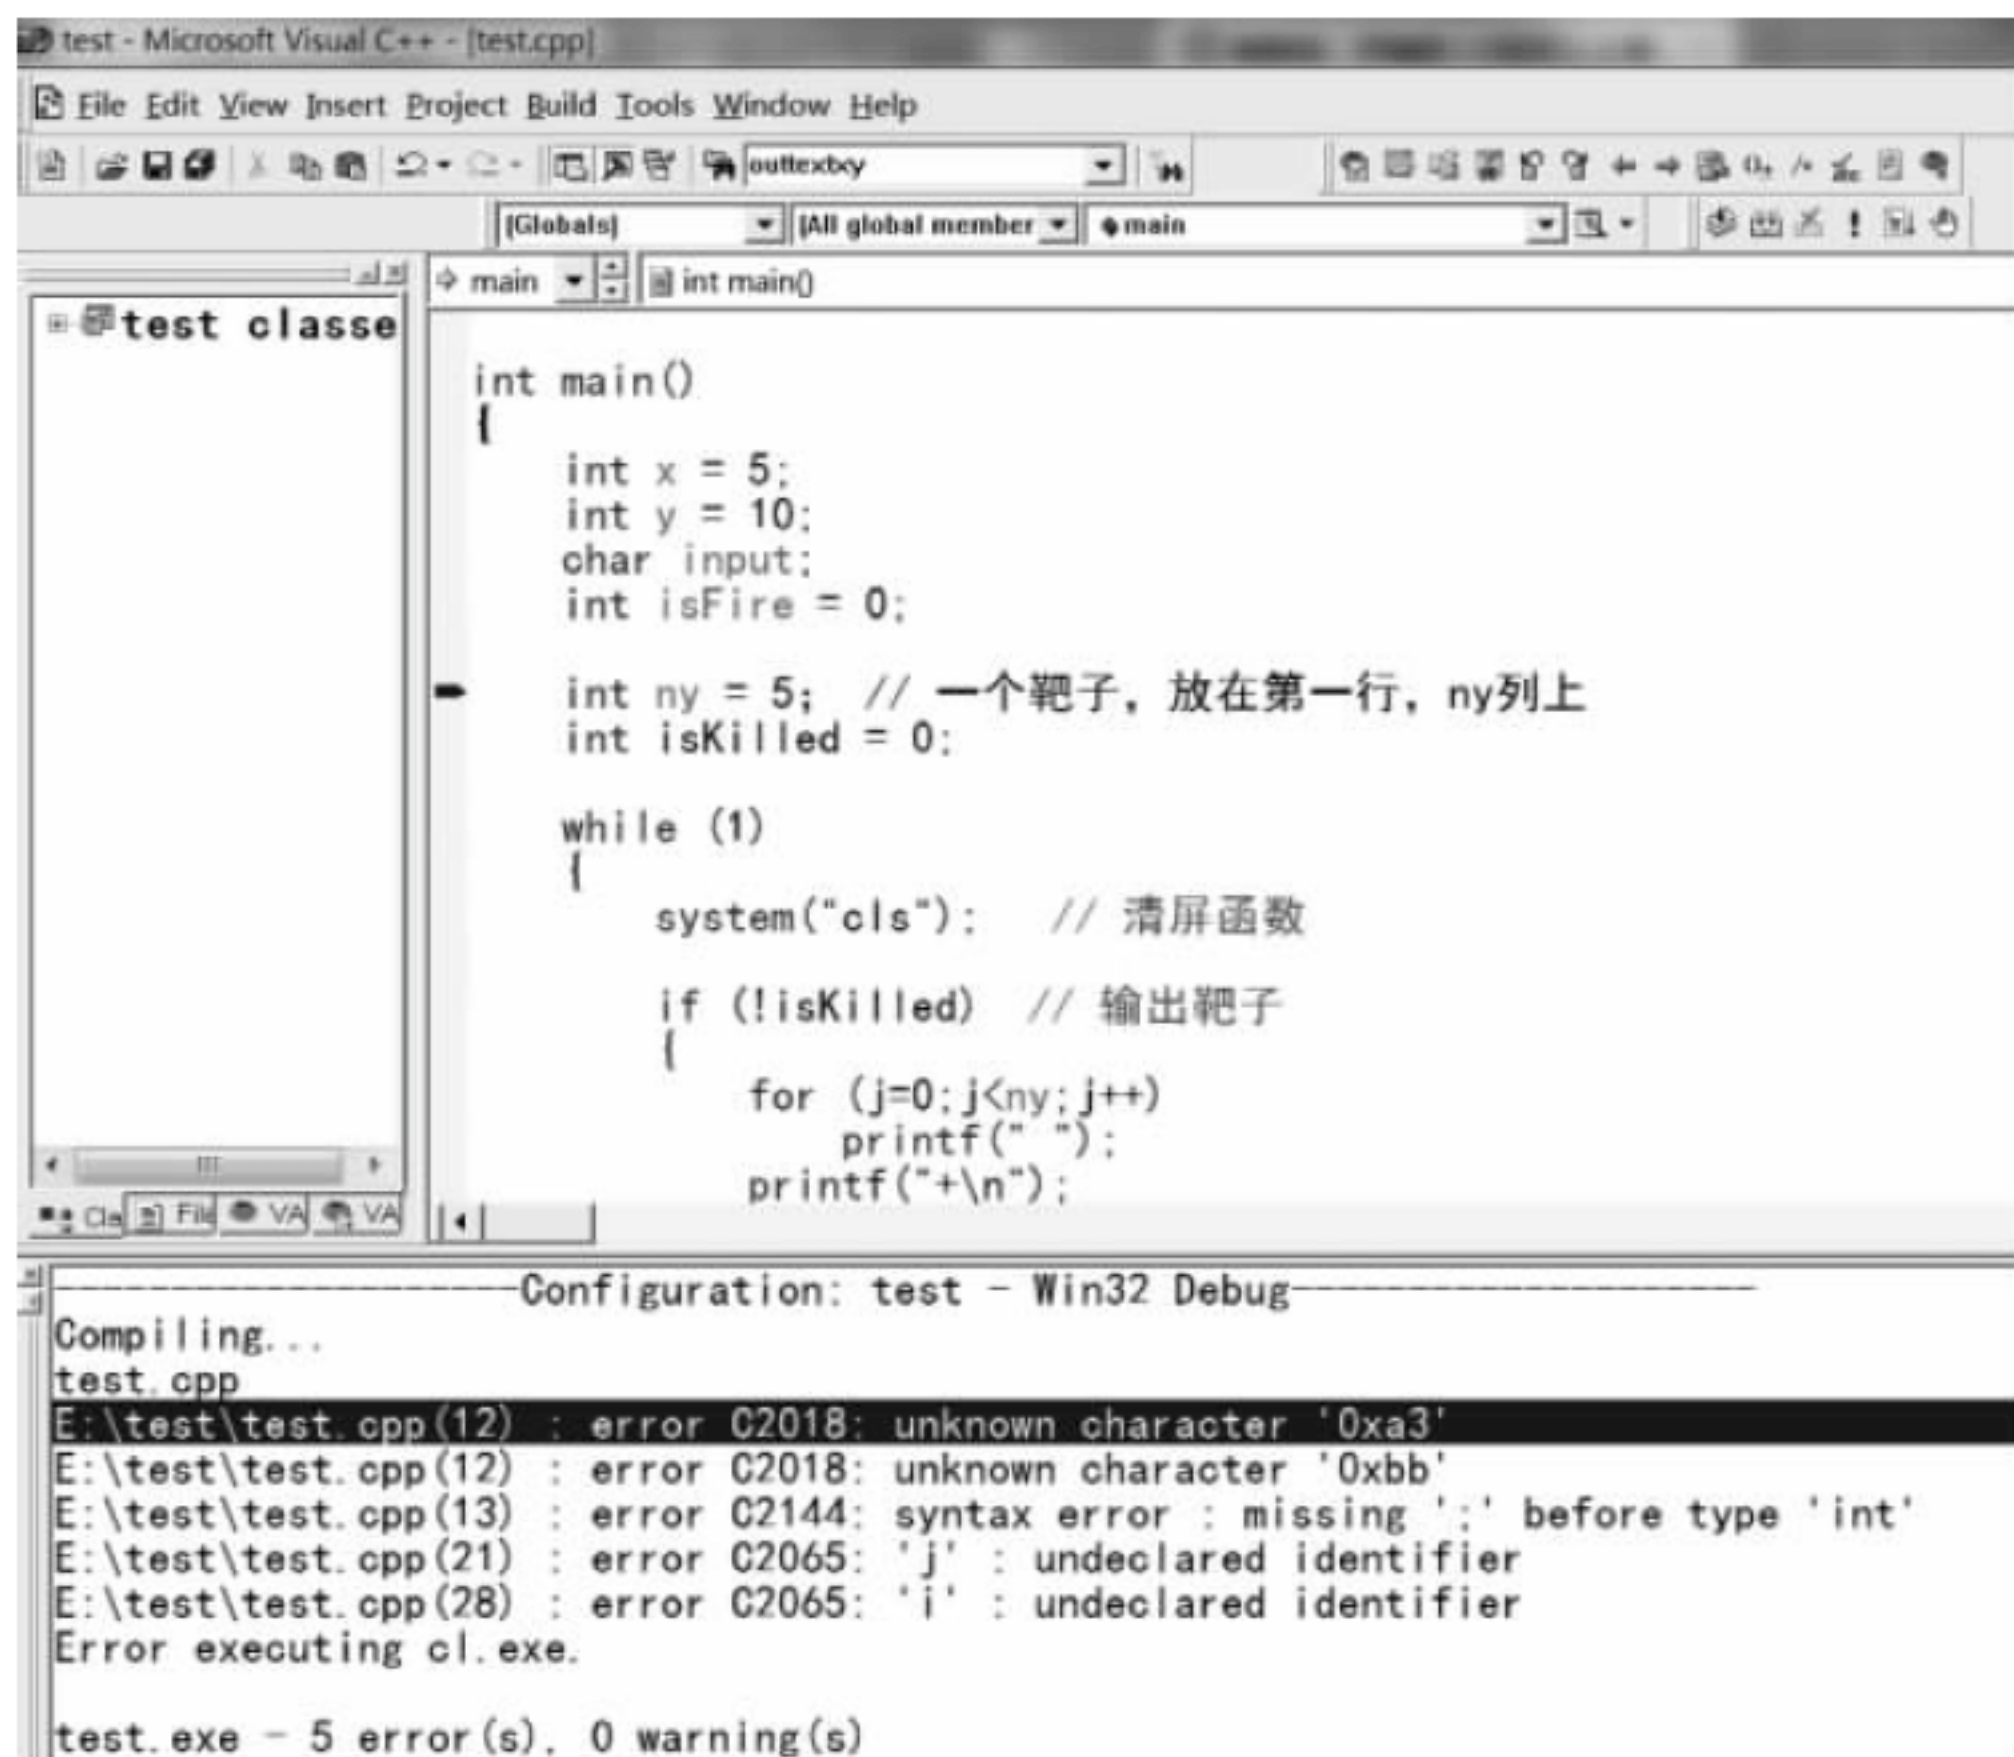 test - Microsoft Visual C++ - [test.cpp]
File Edit View Insert Project Build Tools Window Help
outtextxy
(Globals) (All global member main
main int main()
test classe
int main()
{
int x = 5;
int y = 10;
char input;
int isFire = 0;
int ny = 5； // 一个靶子，放在第一行，ny列上
int isKilled = 0;
while (1)
{
system("cls"); // 清屏函数
if (!isKilled) // 输出靶子
{
for (j=0;j<ny;j++)
printf(" ");
printf("+\n");
Cla File VA VA
--------------------Configuration: test - Win32 Debug--------------------
Compiling...
test.cpp
E:\test\test.cpp(12) : error C2018: unknown character '0xa3'
E:\test\test.cpp(12) : error C2018: unknown character '0xbb'
E:\test\test.cpp(13) : error C2144: syntax error : missing ';' before type 'int'
E:\test\test.cpp(21) : error C2065: 'j' : undeclared identifier
E:\test\test.cpp(28) : error C2065: 'i' : undeclared identifier
Error executing cl.exe.
test.exe - 5 error(s), 0 warning(s)